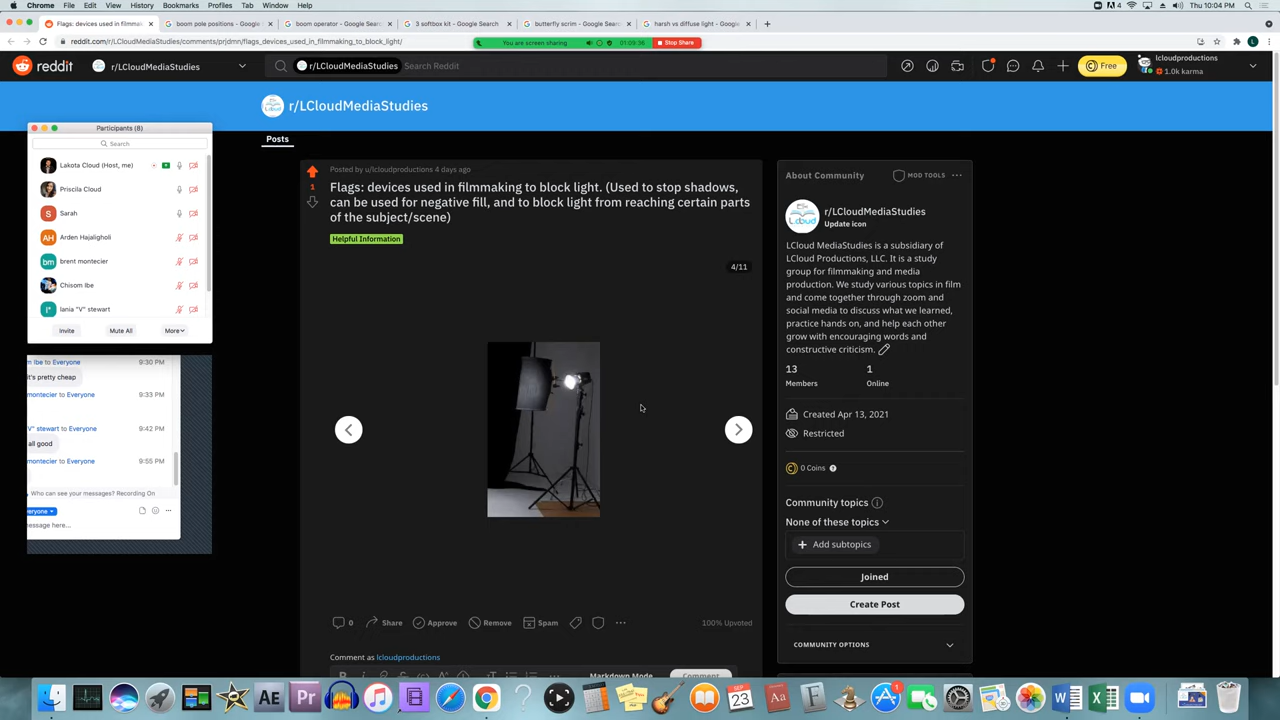 Chrome File Edit View History Bookmarks Profiles Tab Window Help
4 Thu 10:04 PM
Flags: devices used in filmmak
boom pole positions - Google
boom operator - Google Search
3 softbox kit - Google Search
butterfly scrim - Google Search
harsh vs diffuse light - Google
reddit.com/r/LCloudMediaStudies/comments/prjdmn/flags_devices_used_in_filmmaking_to_block_light/
You are screen sharing 01:09:36 Stop Share
reddit r/LCloudMediaStudies
r/LCloudMediaStudies Search Reddit
Free
lcloudproductions
1.0k karma
r/LCloudMediaStudies
Posts
Participants (8)
Search
Lakota Cloud (Host, me)
Priscila Cloud
S Sarah
AH Arden Hajaligholi
bm brent montecier
Chisom Ibe
I" Iania "V" stewart
Invite Mute All More
m Ibe to Everyone 9:30 PM
it's pretty cheap
montecier to Everyone 9:33 PM
"V" stewart to Everyone 9:42 PM
all good
montecier to Everyone 9:55 PM
Who can see your messages? Recording On
eryone
essage here...
Posted by u/lcloudproductions 4 days ago
1
Flags: devices used in filmmaking to block light. (Used to stop shadows,
can be used for negative fill, and to block light from reaching certain parts
of the subject/scene)
Helpful Information
4/11
0 Share Approve Remove Spam
100% Upvoted
Comment as lcloudproductions
Markdown Mode Comment
About Community
MOD TOOLS
r/LCloudMediaStudies
Update icon
LCloud MediaStudies is a subsidiary of
LCloud Productions, LLC. It is a study
group for filmmaking and media
production. We study various topics in film
and come together through zoom and
media to discuss what we learned,
practice hands on, and help each other
grow with encouraging words and
constructive criticism.
13 1
Members Online
Created Apr 13, 2021
Restricted
0 Coins
Community topics
None of these topics
Add subtopics
Joined
Create Post
COMMUNITY OPTIONS